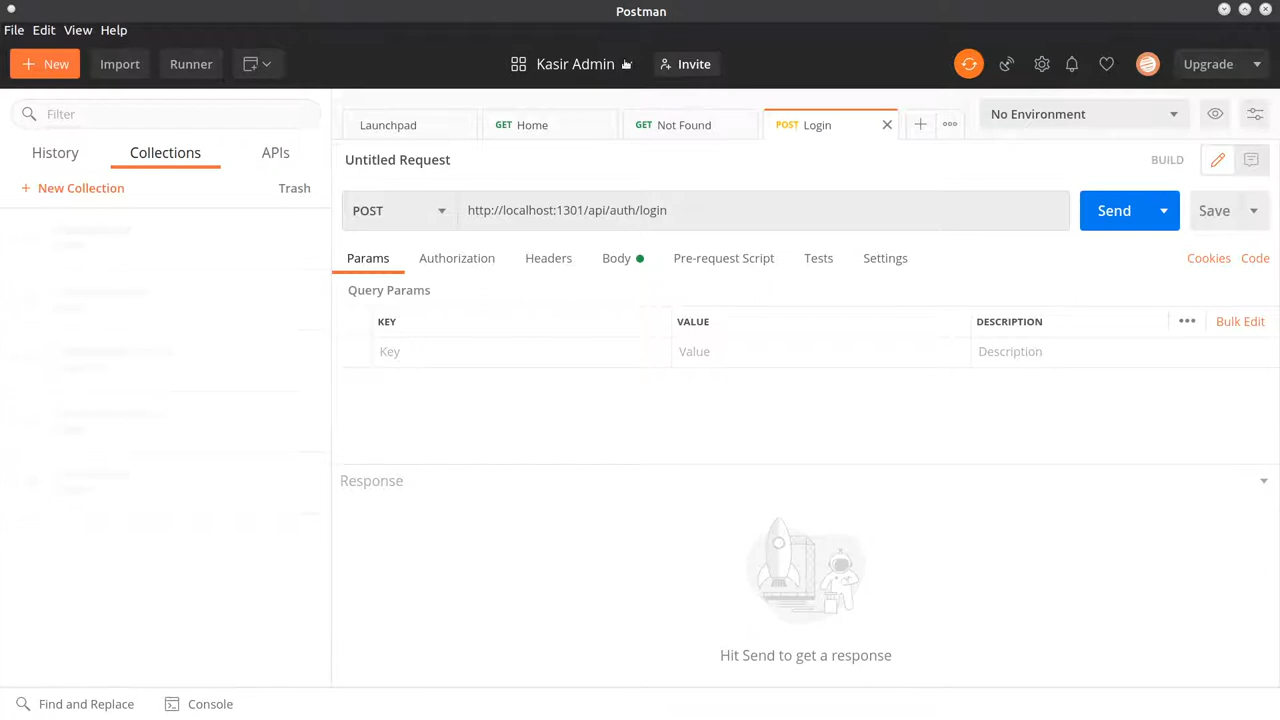 Postman
File Edit View Help
New Import Runner Kasir Admin Invite Upgrade
Filter
Launchpad GET Home GET Not Found POST Login No Environment
History Collections APIs
Untitled Request BUILD
+ New Collection Trash
POST http://localhost:1301/api/auth/login Send Save
Params Authorization Headers Body Pre-request Script Tests Settings Cookies Code
Query Params
KEY VALUE DESCRIPTION Bulk Edit
Key Value Description
Response
Hit Send to get a response
Find and Replace Console